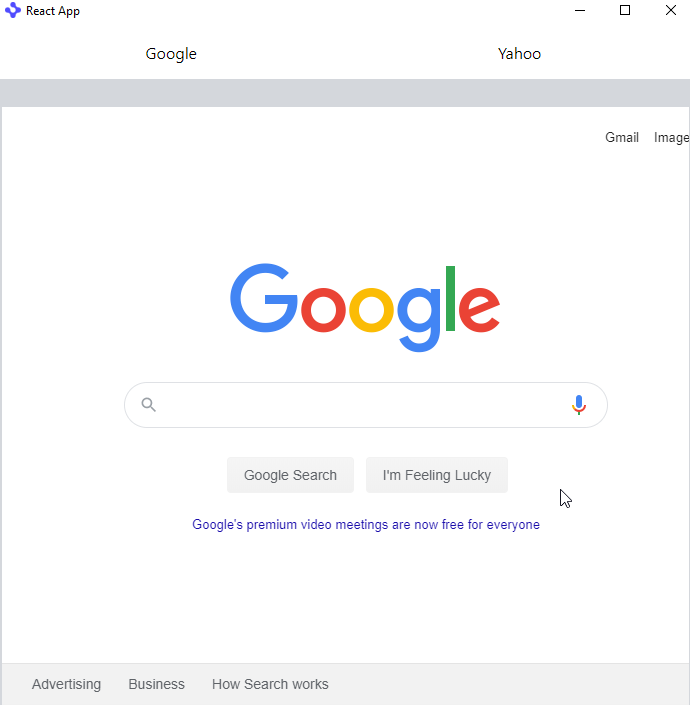 React App
Google Yahoo
Gmail Image
Google
Google Search I'm Feeling Lucky
Google's premium video meetings are now free for everyone
Advertising Business How Search works